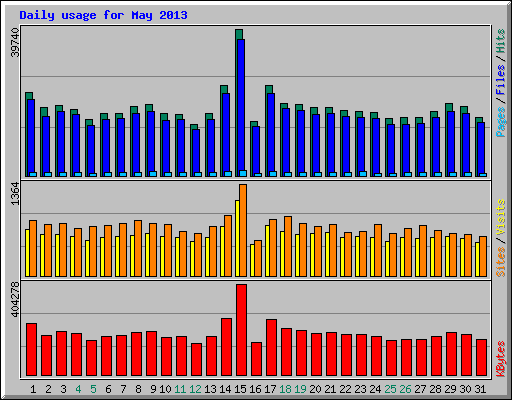 Daily usage for May 2013
39740
Pages / Files / Hits
1364
Sites / Visits
404278
KBytes
1 2 3 4 5 6 7 8 9 10 11 12 13 14 15 16 17 18 19 20 21 22 23 24 25 26 27 28 29 30 31